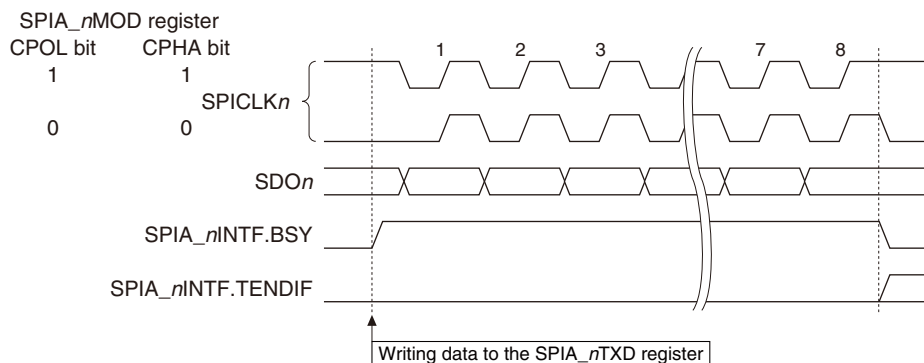 SPIA_nMOD register
CPOL bit CPHA bit
1 2 3 7 8
1 1
SPICLKn
0 0
SDOn
SPIA_nINTF.BSY
SPIA_nINTF.TENDIF
Writing data to the SPIA_nTXD register